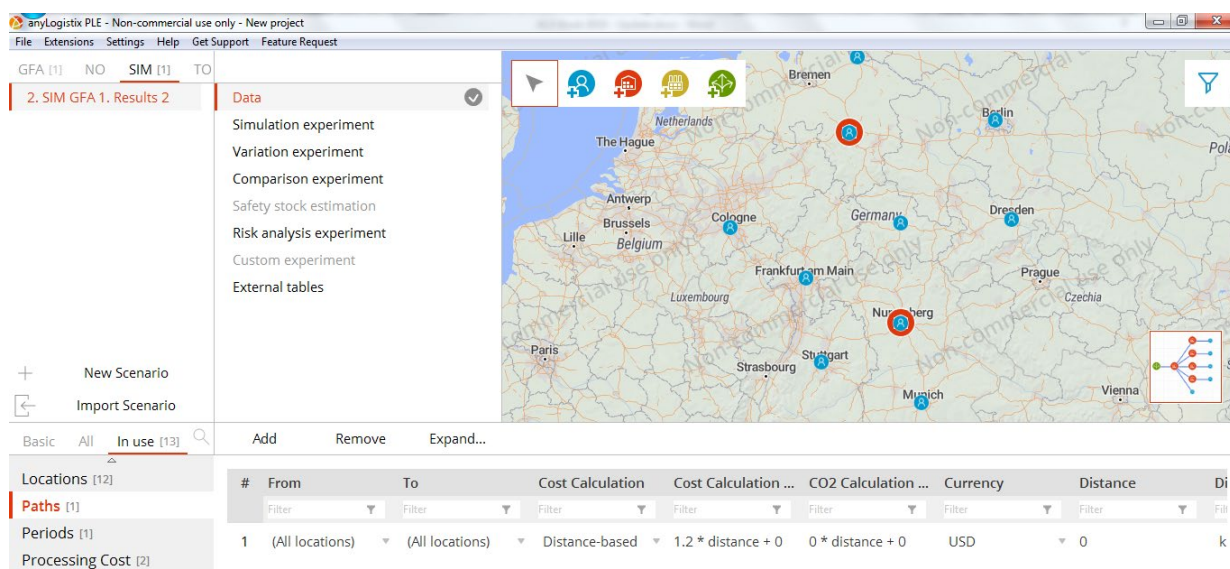 anyLogistix PLE - Non-commercial use only - New project
File Extensions Settings Help Get Support Feature Request
GFA [1] NO SIM [1] TO
2. SIM GFA 1. Results 2
New Scenario
Import Scenario
Data
Simulation experiment
Variation experiment
Comparison experiment
Safety stock estimation
Risk analysis experiment
Custom experiment
External tables
Bremen
Berlin
Netherlands
The Hague
Antwerp
Brussels
Cologne
Germany
Dresden
Lille
Belgium
Frankfurt am Main
Prague
Luxembourg
Czechia
Paris
Strasbourg
Stuttgart
Munich
Vienna
Non-commercial use only
Basic All In use [13]
Add Remove Expand...
Locations [12]
Paths [1]
Periods [1]
Processing Cost [2]
# From To Cost Calculation Cost Calculation ... CO2 Calculation ... Currency Distance Di
Filter Filter Filter Filter Filter Filter Filter Fil
1 (All locations) (All locations) Distance-based 1.2 * distance + 0 0 * distance + 0 USD 0 k